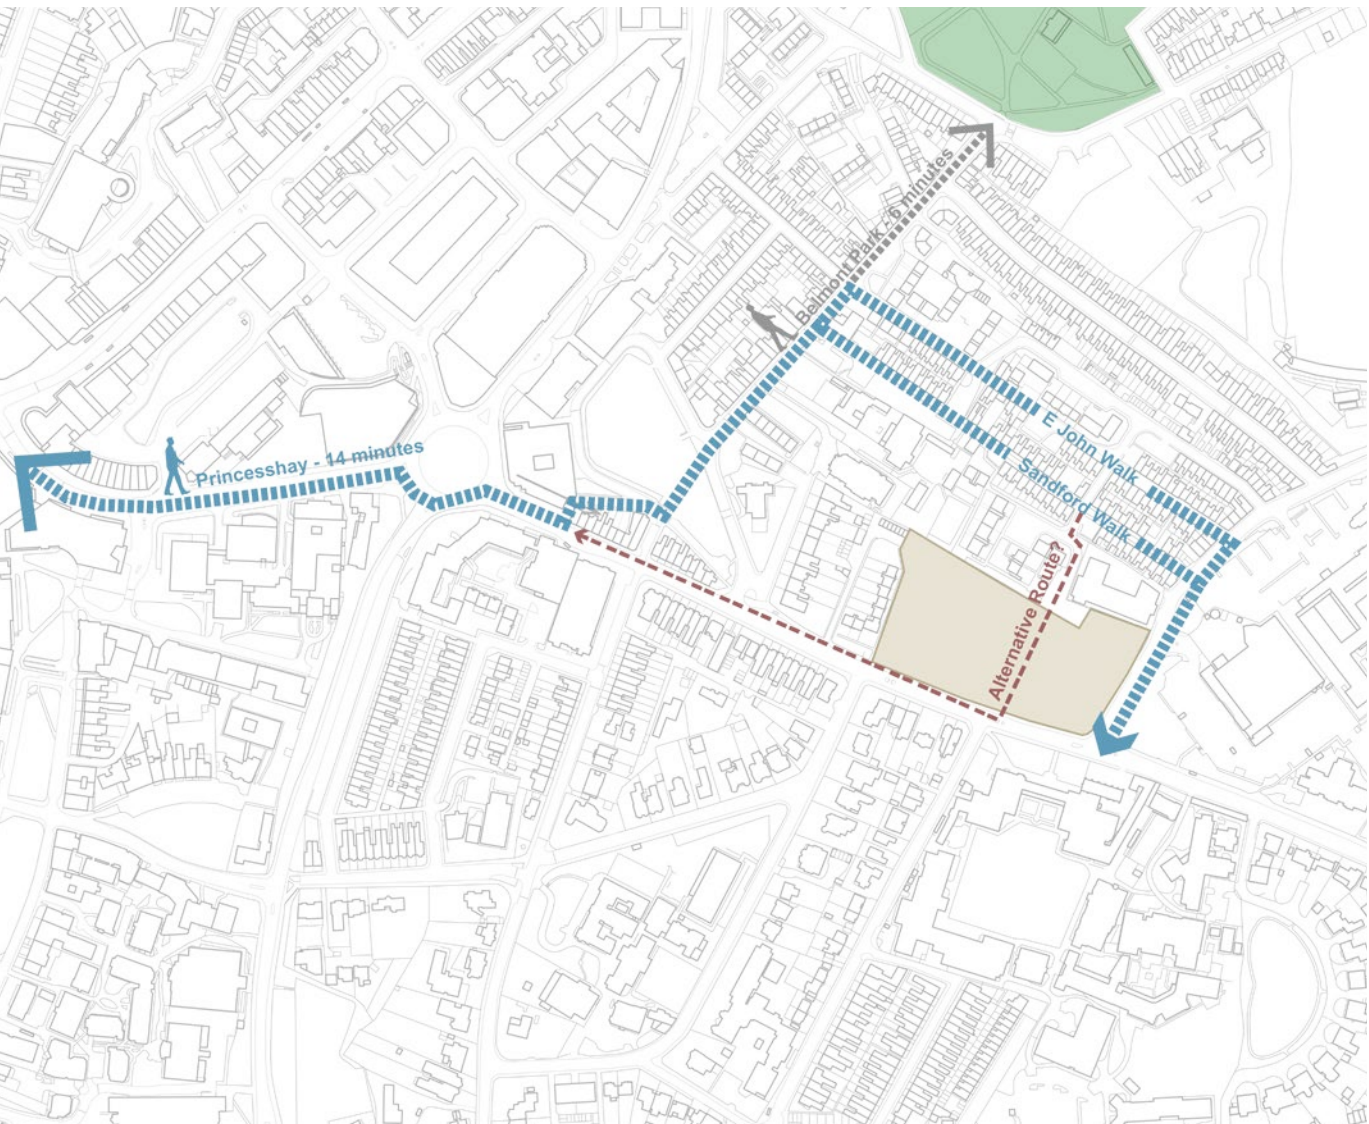 Belmont Park - 6 minutes
Princesshay - 14 minutes
E John Walk
Sandford Walk
Alternative Route?